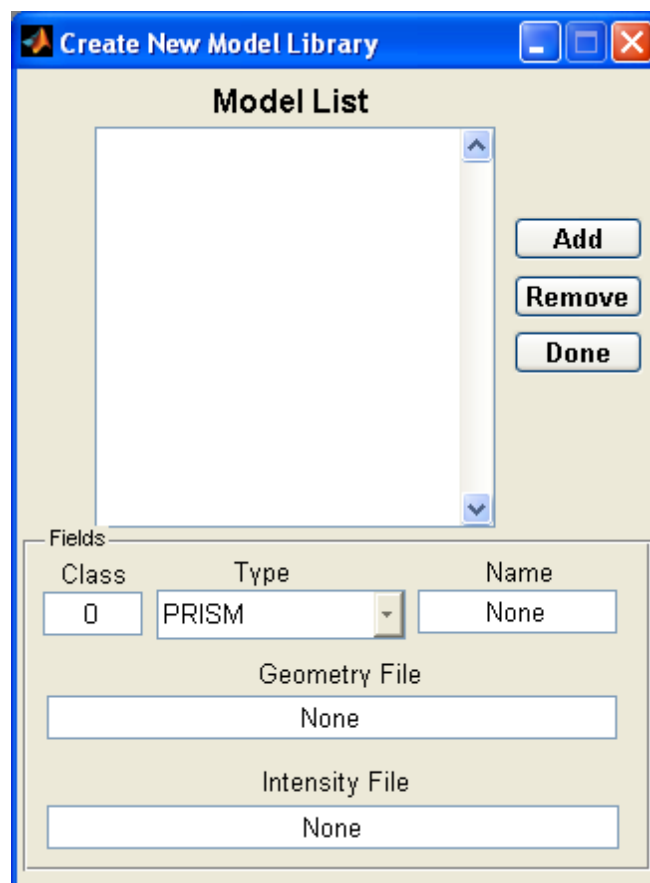 Create New Model Library
Model List
Add
Remove
Done
Fields
Class Type Name
0 PRISM None
Geometry File
None
Intensity File
None